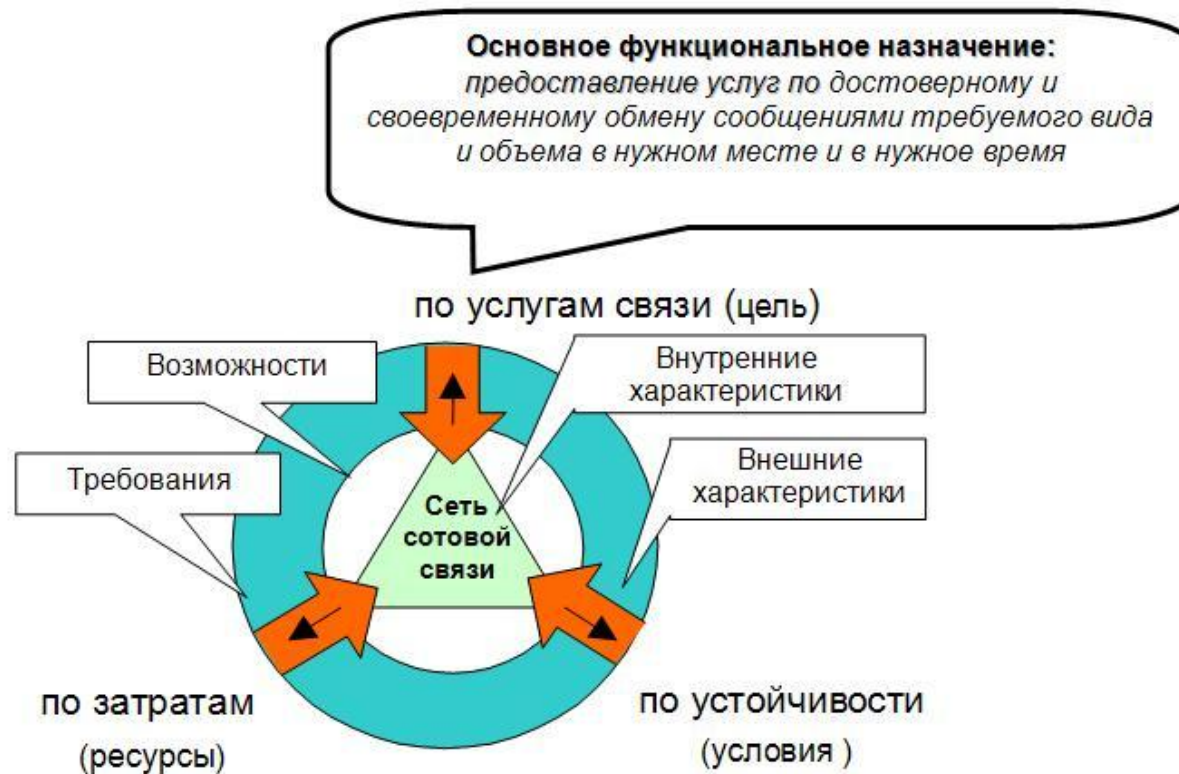 Основное функциональное назначение:
предоставление услуг по достоверному и
своевременному обмену сообщениями требуемого вида
и объема в нужном месте и в нужное время
по услугам связи (цель)
Возможности
Внутренние
характеристики
Требования
Внешние
характеристики
Сеть
сотовой
связи
по затратам
(ресурсы)
по устойчивости
(условия )